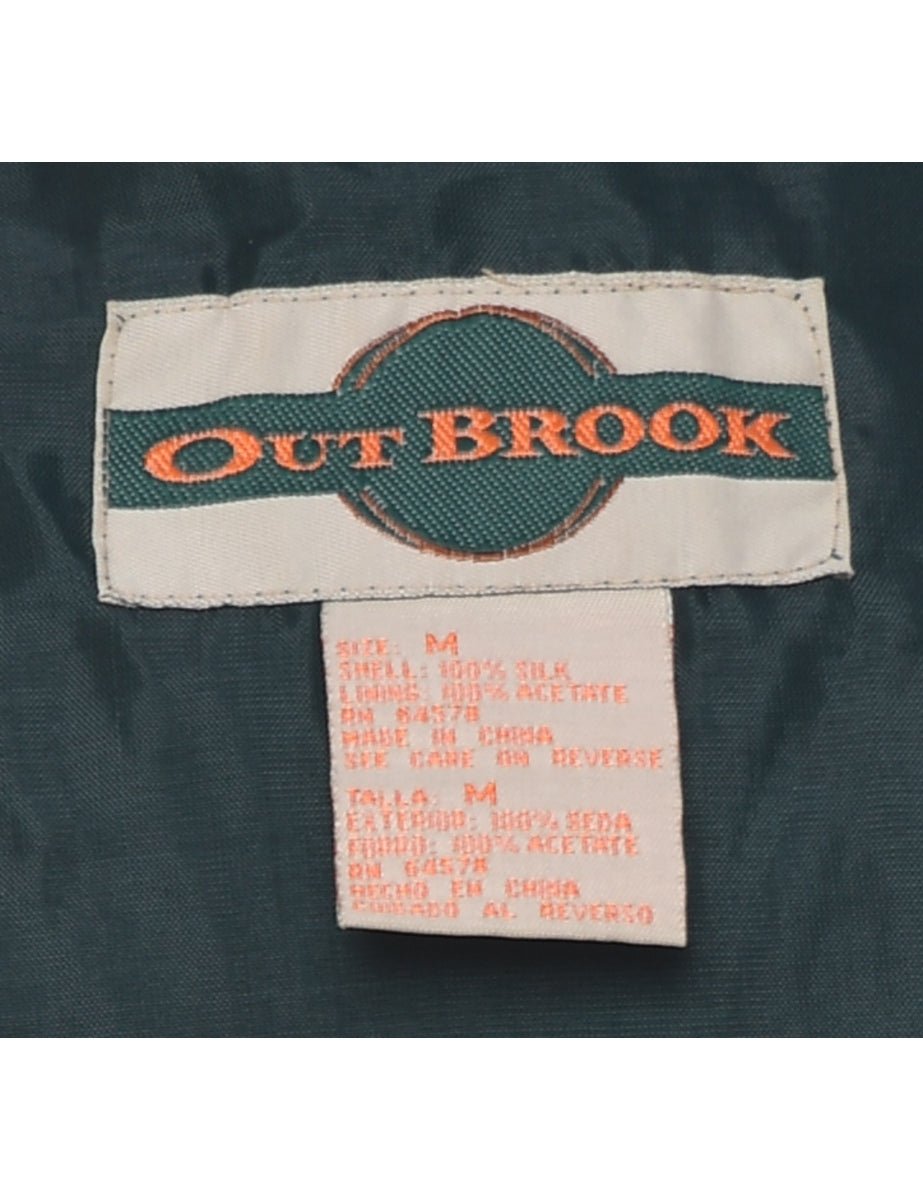 OUT BROOK
SIZE: M
SHELL: 100% SILK
LINING: 100% ACETATE
RN 64578
MADE IN CHINA
SEE CARE ON REVERSE
TALLA: M
EXTERIOR: 100% SEDA
FORRO: 100% ACETATE
RN 64578
HECHO EN CHINA
CUIDADO AL REVERSO